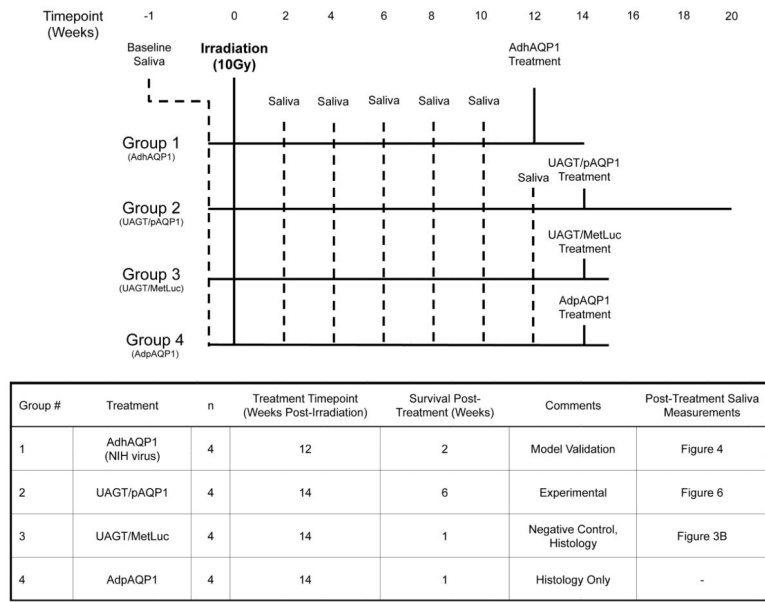 Timepoint (Weeks) -1 0 2 4 6 8 10 12 14 16 18 20
Baseline Saliva
Irradiation (10Gy)
AdhAQP1 Treatment
Saliva Saliva Saliva Saliva Saliva
Group 1 (AdhAQP1)
UAGT/pAQP1 Treatment
Saliva
Group 2 (UAGT/pAQP1)
UAGT/MetLuc Treatment
Group 3 (UAGT/MetLuc)
AdpAQP1 Treatment
Group 4 (AdpAQP1)
Group # Treatment n Treatment Timepoint (Weeks Post-Irradiation) Survival Post-Treatment (Weeks) Comments Post-Treatment Saliva Measurements
1 AdhAQP1 (NIH virus) 4 12 2 Model Validation Figure 4
2 UAGT/pAQP1 4 14 6 Experimental Figure 6
3 UAGT/MetLuc 4 14 1 Negative Control, Histology Figure 3B
4 AdpAQP1 4 14 1 Histology Only -